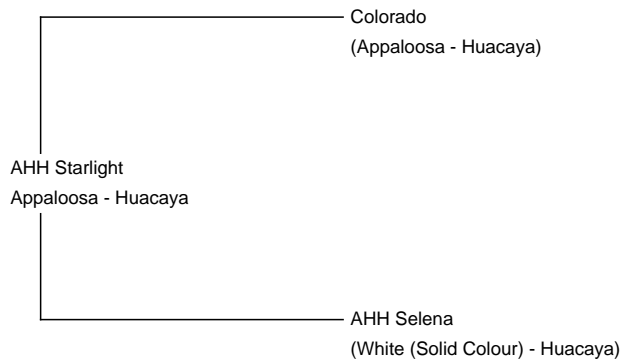 Colorado
(Appaloosa - Huacaya)
AHH Starlight
Appaloosa - Huacaya
AHH Selena
(White (Solid Colour) - Huacaya)